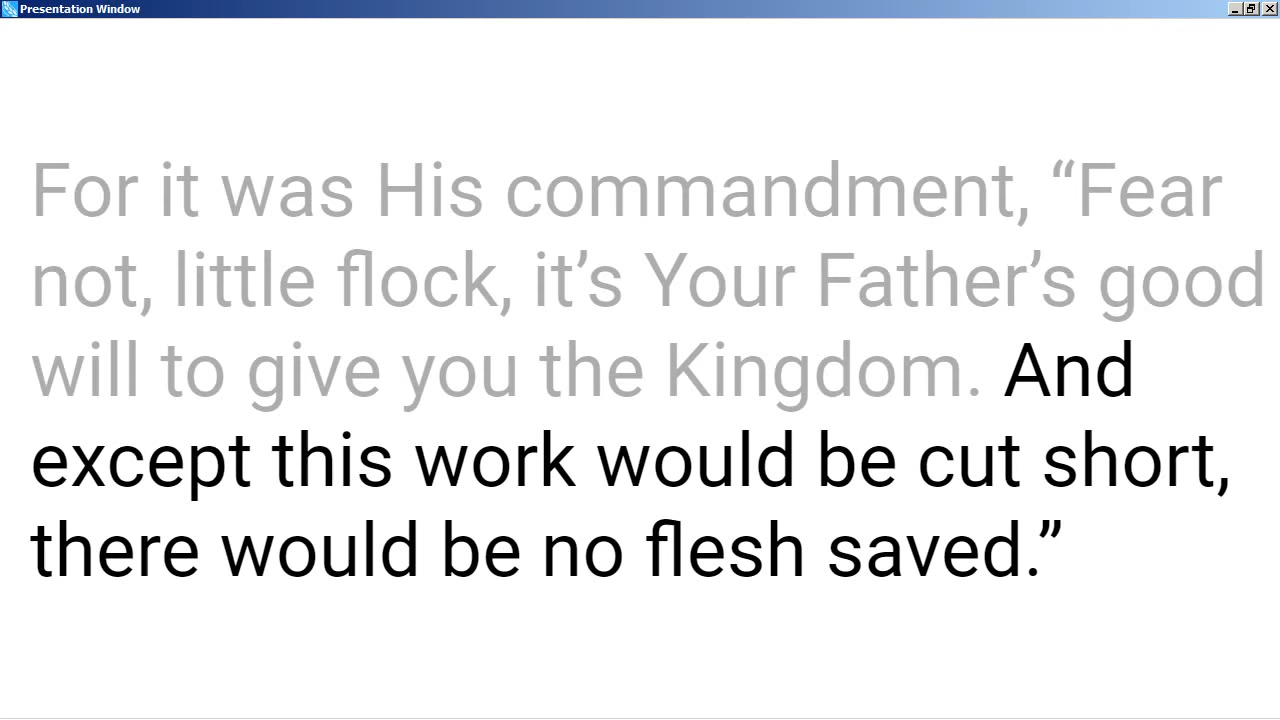 Presentation Window
For it was His commandment, “Fear
not, little flock, it’s Your Father’s good
will to give you the Kingdom. And
except this work would be cut short,
there would be no flesh saved.”